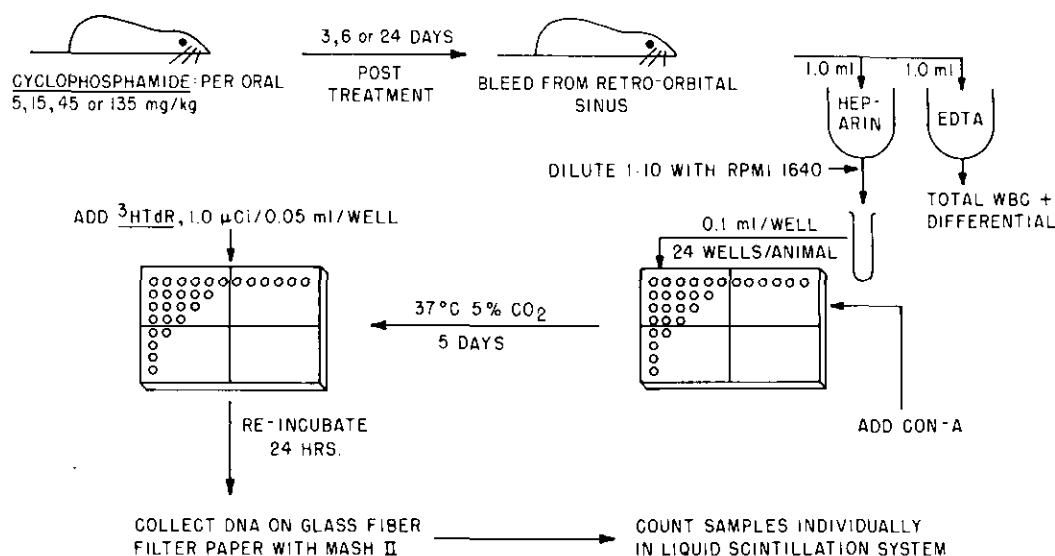 CYCLOPHOSPHAMIDE: PER ORAL
5, 15, 45 or 135 mg/kg
3, 6 or 24 DAYS
POST
TREATMENT
BLEED FROM RETRO-ORBITAL
SINUS
1.0 ml
1.0 ml
HEP-
ARIN
EDTA
DILUTE 1-10 WITH RPMI 1640
TOTAL WBC +
DIFFERENTIAL
0.1 ml/WELL
24 WELLS/ANIMAL
ADD CON-A
37°C 5% CO2
5 DAYS
ADD 3HTdR, 1.0 µCi/0.05 ml/WELL
RE-INCUBATE
24 HRS.
COLLECT DNA ON GLASS FIBER
FILTER PAPER WITH MASH II
COUNT SAMPLES INDIVIDUALLY
IN LIQUID SCINTILLATION SYSTEM